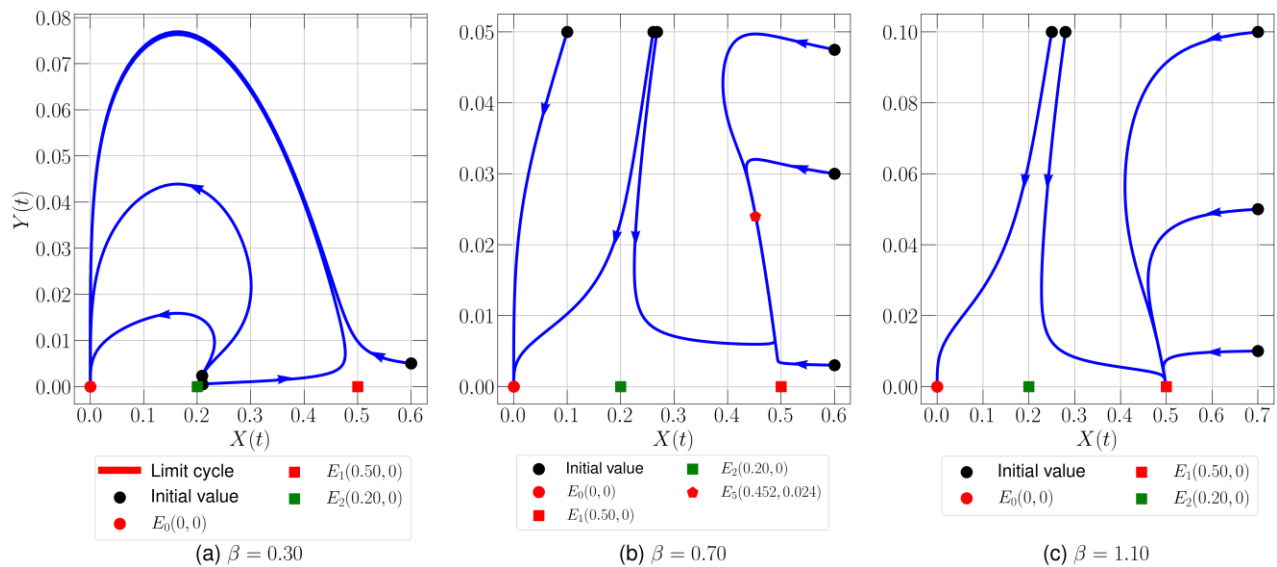 0.08
0.07
0.06
0.05
0.04
0.03
0.02
0.01
0.00
Y(t)
0.0 0.1 0.2 0.3 0.4 0.5 0.6
X(t)
Limit cycle
Initial value
E₀(0, 0)
E₁(0.50, 0)
E₂(0.20, 0)
(a) β = 0.30
0.05
0.04
0.03
0.02
0.01
0.00
0.0 0.1 0.2 0.3 0.4 0.5 0.6
X(t)
Initial value
E₀(0, 0)
E₁(0.50, 0)
E₂(0.20, 0)
E₅(0.452, 0.024)
(b) β = 0.70
0.10
0.08
0.06
0.04
0.02
0.00
0.0 0.1 0.2 0.3 0.4 0.5 0.6 0.7
X(t)
Initial value
E₀(0, 0)
E₁(0.50, 0)
E₂(0.20, 0)
(c) β = 1.10